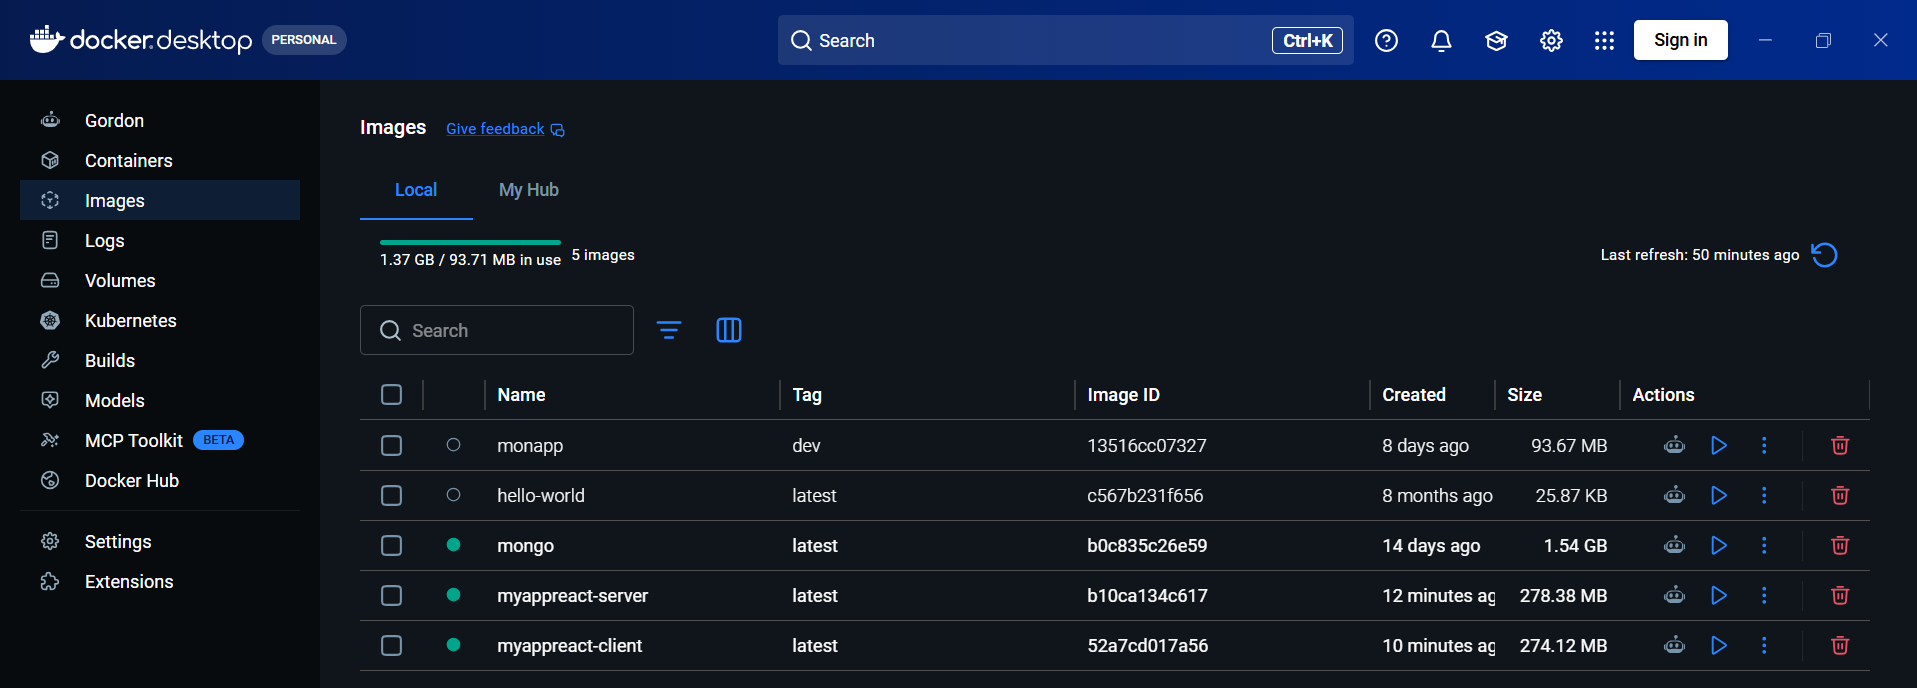 docker.desktop PERSONAL Search Ctrl+K Sign in
Gordon
Containers
Images
Logs
Volumes
Kubernetes
Builds
Models
MCP Toolkit BETA
Docker Hub
Settings
Extensions
Images Give feedback
Local My Hub
1.37 GB / 93.71 MB in use 5 images Last refresh: 50 minutes ago
Search
Name Tag Image ID Created Size Actions
monapp dev 13516cc07327 8 days ago 93.67 MB
hello-world latest c567b231f656 8 months ago 25.87 KB
mongo latest b0c835c26e59 14 days ago 1.54 GB
myappreact-server latest b10ca134c617 12 minutes ag 278.38 MB
myappreact-client latest 52a7cd017a56 10 minutes ag 274.12 MB